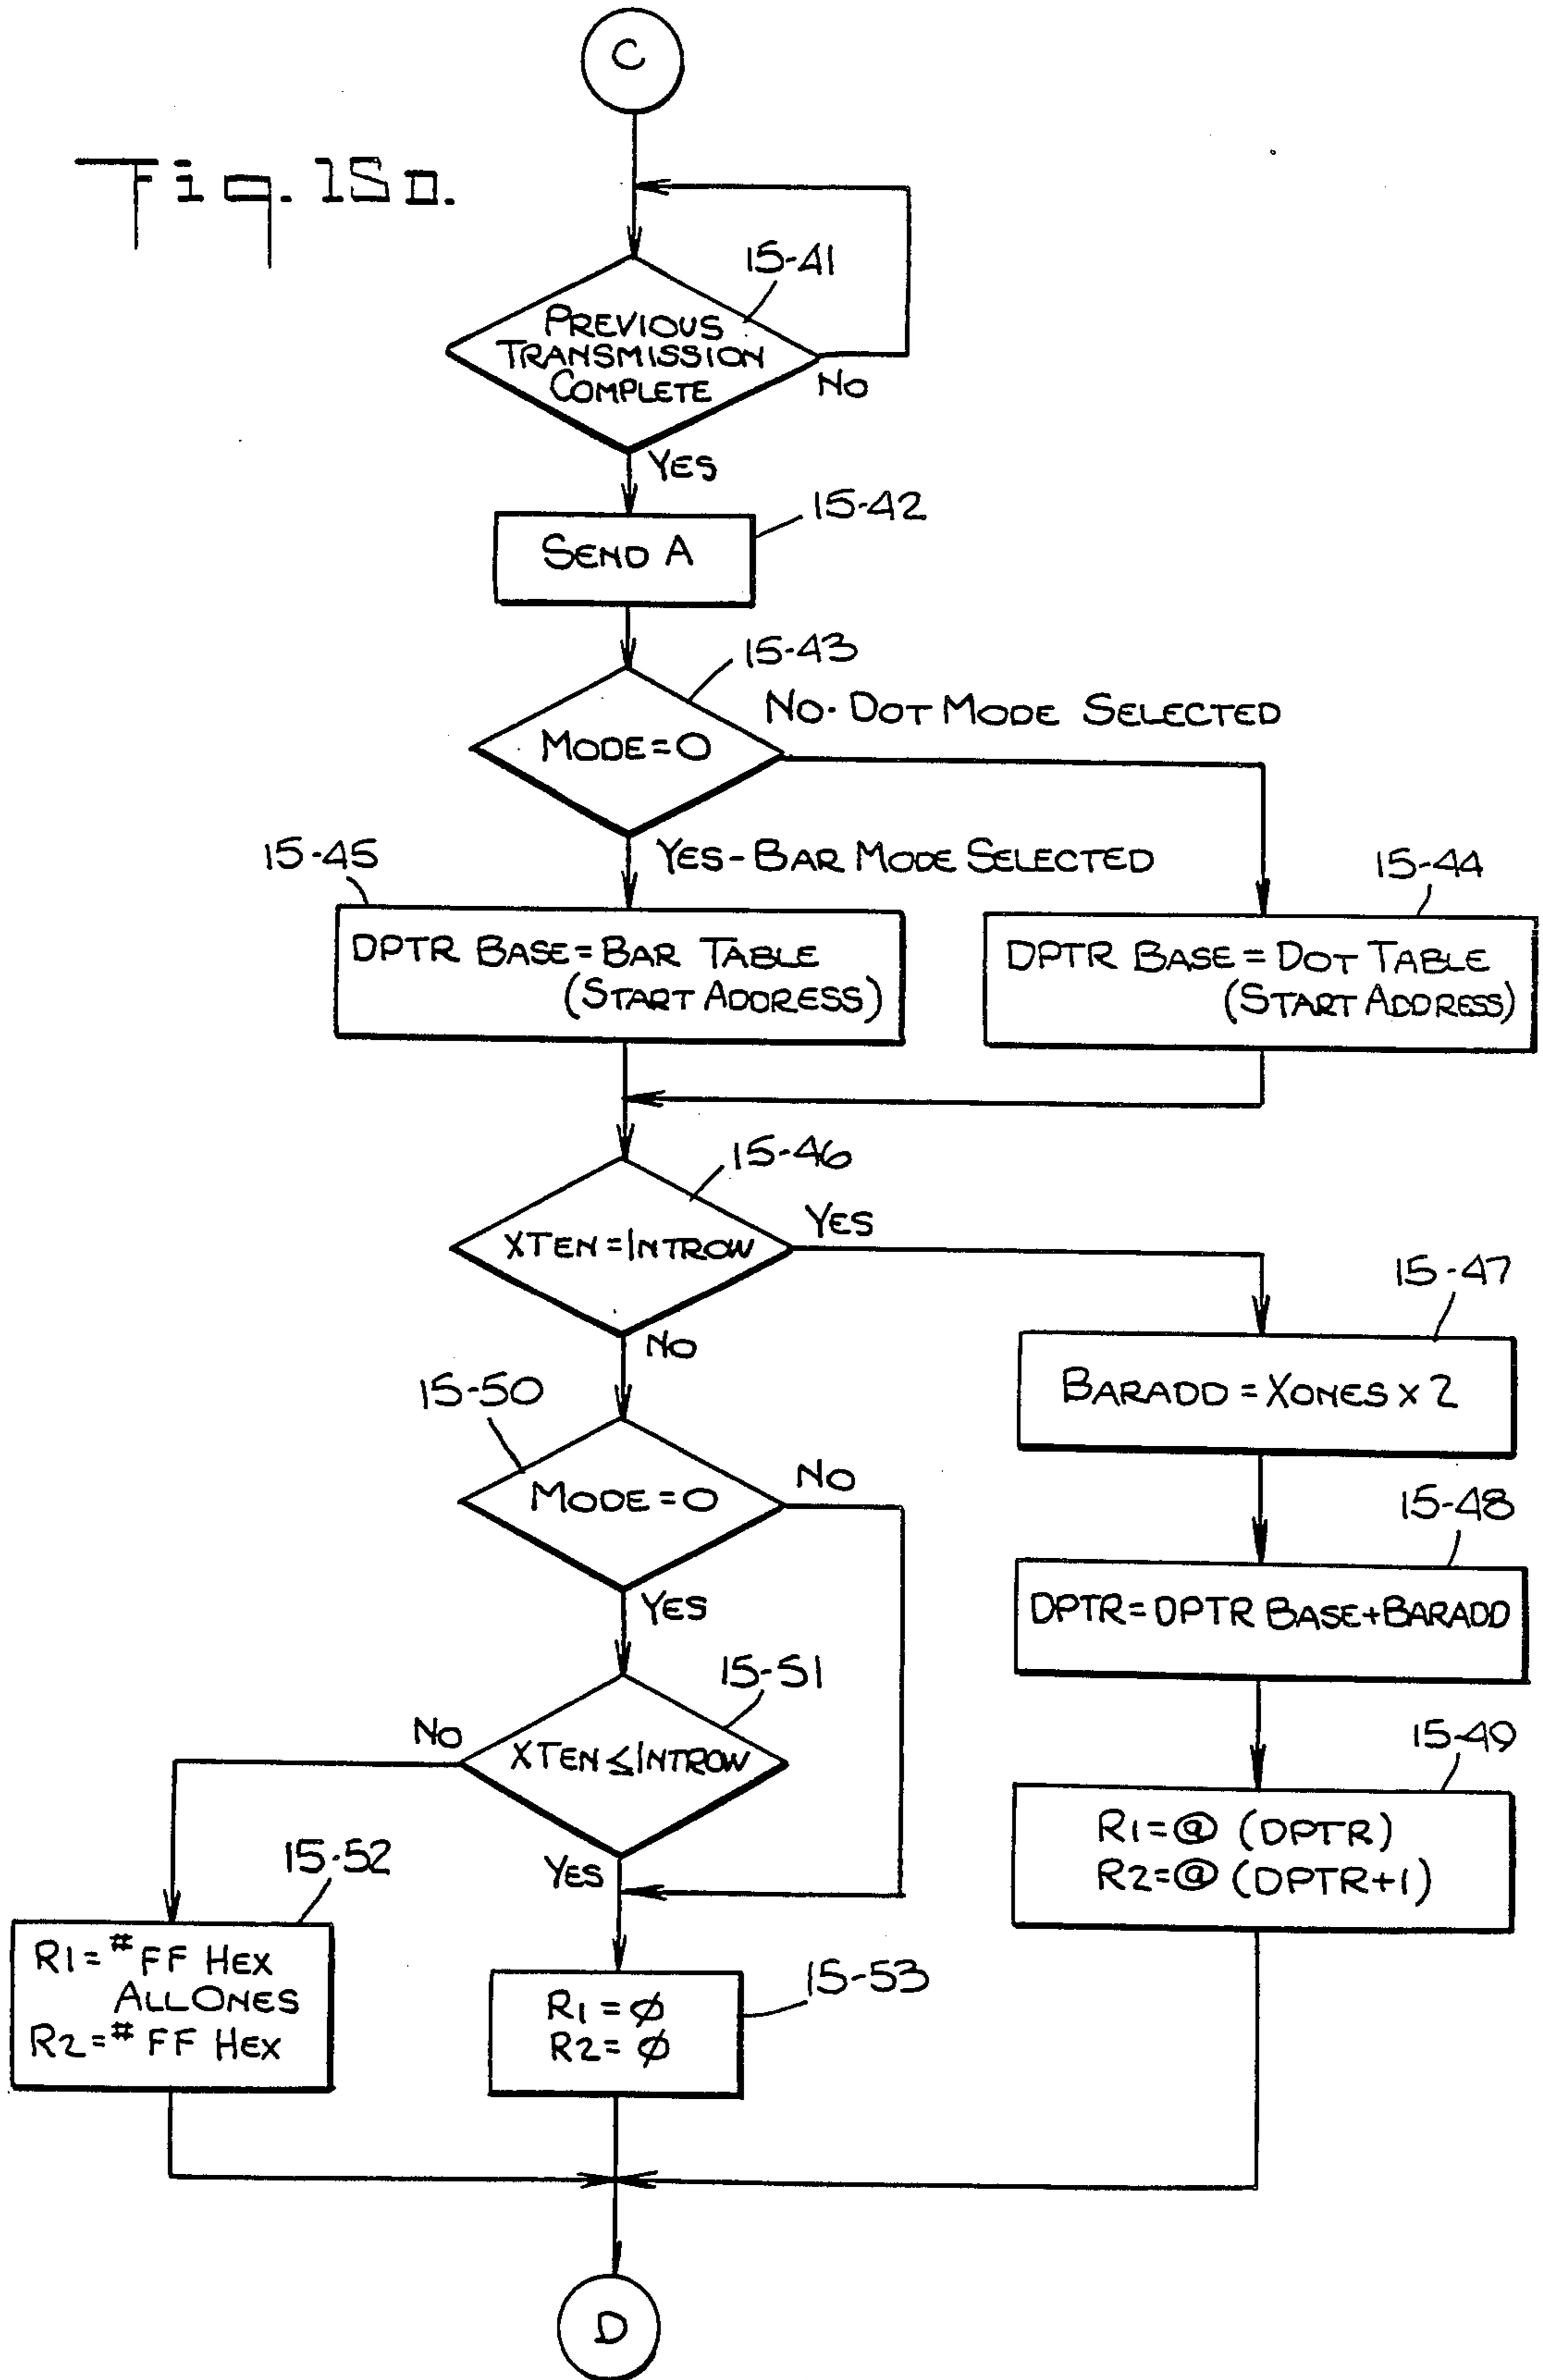 C
Fig. 15D.
15-41
PREVIOUS
TRANSMISSION
COMPLETE
NO
YES
15-42
SEND A
15-43
NO-DOT MODE SELECTED
MODE=0
YES-BAR MODE SELECTED
15-45
15-44
DPTR BASE=BAR TABLE
(START ADDRESS)
DPTR BASE=DOT TABLE
(START ADDRESS)
15-46
YES
XTEN=INTROW
NO
15-47
BARADD=XONES x 2
15-50
NO
MODE=0
YES
15-48
DPTR=DPTR BASE+BARADD
15-51
NO
XTEN≤INTROW
YES
15-49
R1=@ (DPTR)
R2=@ (DPTR+1)
15-52
R1=#FF HEX
ALL ONES
R2=#FF HEX
15-53
R1=Ø
R2=Ø
D